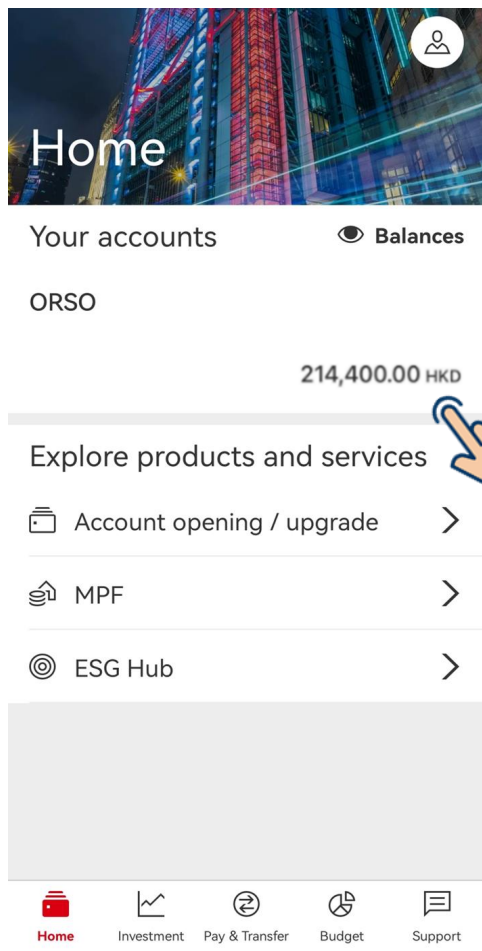 Home
Your accounts Balances
ORSO
214,400.00 HKD
Explore products and services
Account opening / upgrade
MPF
ESG Hub
Home Investment Pay & Transfer Budget Support